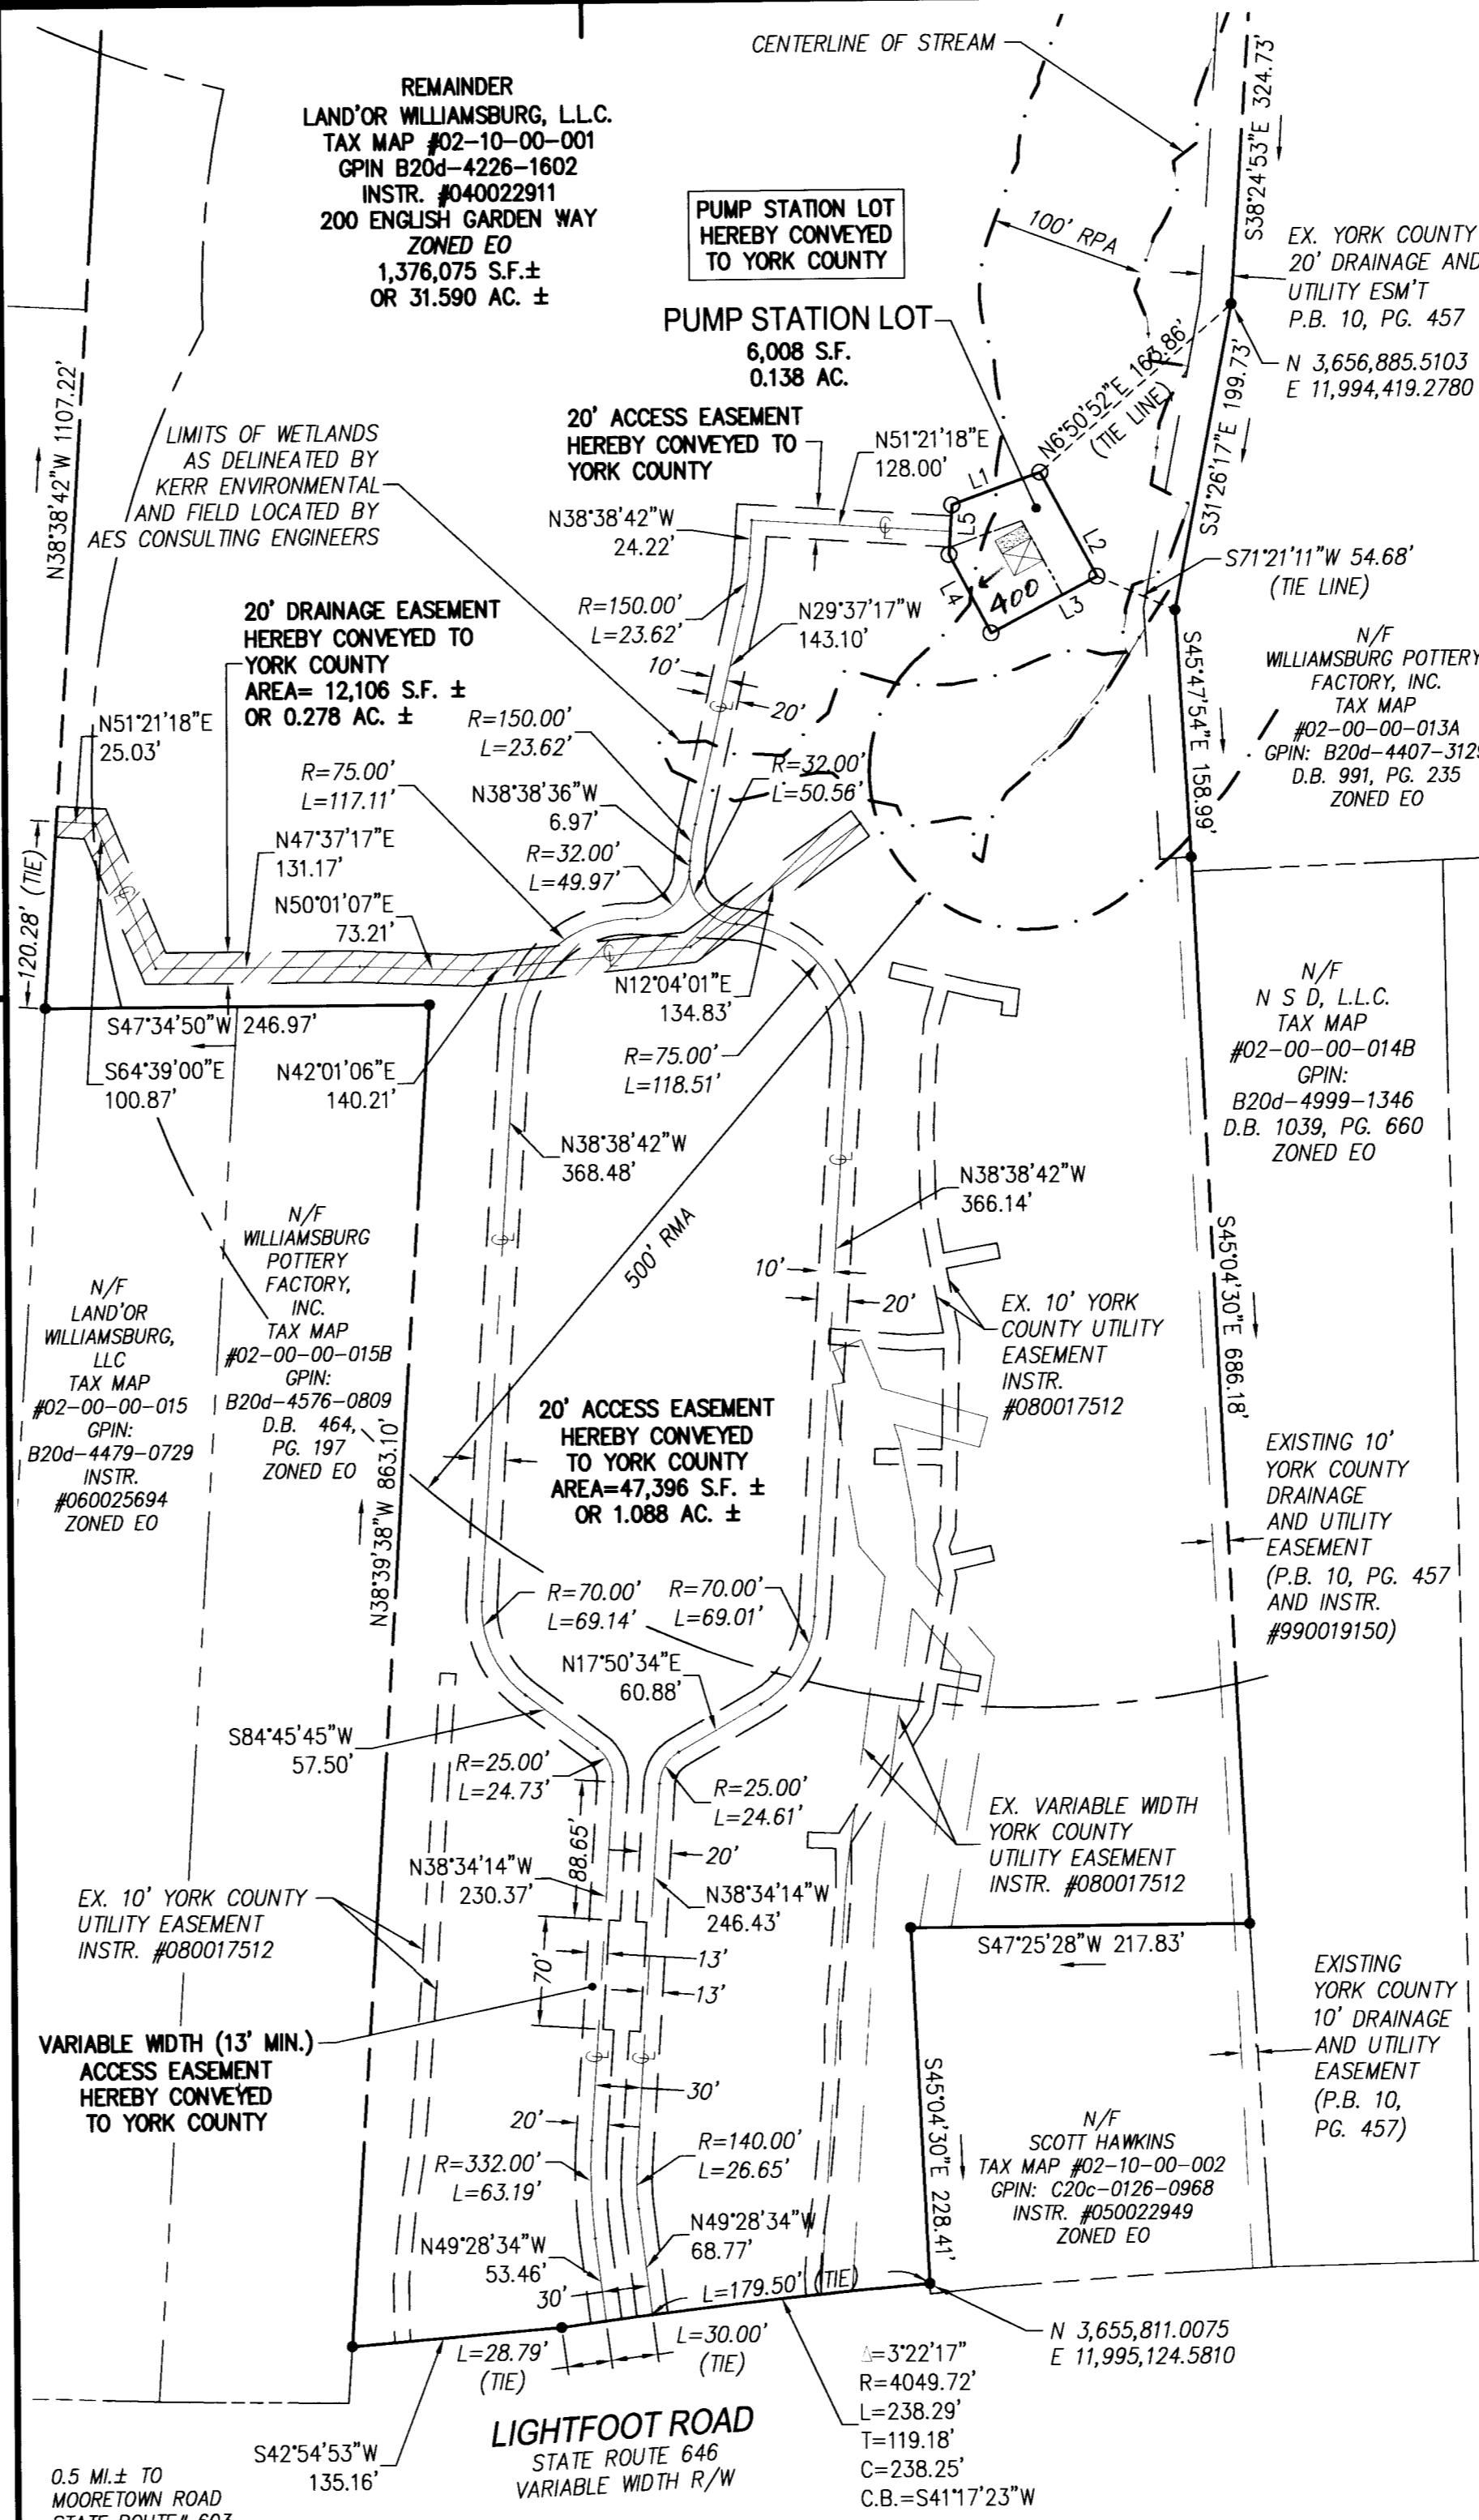 CENTERLINE OF STREAM
REMAINDER
LAND'OR WILLIAMSBURG, L.L.C.
TAX MAP #02-10-00-001
GPIN B20d-4226-1602
INSTR. #040022911
200 ENGLISH GARDEN WAY
ZONED EO
1,376,075 S.F.±
OR 31.590 AC. ±
PUMP STATION LOT
HEREBY CONVEYED
TO YORK COUNTY
100' RPA
S38°24'53"E 324.73'
EX. YORK COUNTY
20' DRAINAGE AND
UTILITY ESM'T
P.B. 10, PG. 457
PUMP STATION LOT
6,008 S.F.
0.138 AC.
N 3,656,885.5103
E 11,994,419.2780
N6°50'52"E 163.86'
(TIE LINE)
S31°26'17"E 199.73'
N38°38'42"W 1107.22'
LIMITS OF WETLANDS
AS DELINEATED BY
KERR ENVIRONMENTAL
AND FIELD LOCATED BY
AES CONSULTING ENGINEERS
20' ACCESS EASEMENT
HEREBY CONVEYED TO
YORK COUNTY
N51°21'18"E
128.00'
L1
L2
L3
L4
L5
400
N38°38'42"W
24.22'
S71°21'11"W 54.68'
(TIE LINE)
R=150.00'
L=23.62'
N29°37'17"W
143.10'
10'
20'
20' DRAINAGE EASEMENT
HEREBY CONVEYED TO
YORK COUNTY
AREA= 12,106 S.F. ±
OR 0.278 AC. ±
N/F
WILLIAMSBURG POTTERY
FACTORY, INC.
TAX MAP
#02-00-00-013A
GPIN: B20d-4407-3129
D.B. 991, PG. 235
ZONED EO
S45°47'54"E 158.99'
N51°21'18"E
25.03'
R=150.00'
L=23.62'
R=75.00'
L=117.11'
N38°38'36"W
6.97'
R=32.00'
L=50.56'
N47°37'17"E
131.17'
R=32.00'
L=49.97'
N50°01'07"E
73.21'
120.28' (TIE)
N12°04'01"E
134.83'
S47°34'50"W 246.97'
S64°39'00"E
100.87'
N42°01'06"E
140.21'
R=75.00'
L=118.51'
N/F
N S D, L.L.C.
TAX MAP
#02-00-00-014B
GPIN:
B20d-4999-1346
D.B. 1039, PG. 660
ZONED EO
N38°38'42"W
368.48'
N38°38'42"W
366.14'
500' RMA
N/F
WILLIAMSBURG
POTTERY
FACTORY,
INC.
TAX MAP
#02-00-00-015B
GPIN:
B20d-4576-0809
D.B. 464,
PG. 197
ZONED EO
N/F
LAND'OR
WILLIAMSBURG,
LLC
TAX MAP
#02-00-00-015
GPIN:
B20d-4479-0729
INSTR.
#060025694
ZONED EO
10'
20'
EX. 10' YORK
COUNTY UTILITY
EASEMENT
INSTR.
#080017512
S45°04'30"E 686.18'
20' ACCESS EASEMENT
HEREBY CONVEYED
TO YORK COUNTY
AREA=47,396 S.F. ±
OR 1.088 AC. ±
N38°39'38"W 863.10'
EXISTING 10'
YORK COUNTY
DRAINAGE
AND UTILITY
EASEMENT
(P.B. 10, PG. 457
AND INSTR.
#990019150)
R=70.00'
L=69.14'
R=70.00'
L=69.01'
N17°50'34"E
60.88'
S84°45'45"W
57.50'
R=25.00'
L=24.73'
R=25.00'
L=24.61'
88.65'
20'
N38°34'14"W
230.37'
N38°34'14"W
246.43'
EX. VARIABLE WIDTH
YORK COUNTY
UTILITY EASEMENT
INSTR. #080017512
EX. 10' YORK COUNTY
UTILITY EASEMENT
INSTR. #080017512
S47°25'28"W 217.83'
70'
13'
13'
EXISTING
YORK COUNTY
10' DRAINAGE
AND UTILITY
EASEMENT
(P.B. 10,
PG. 457)
VARIABLE WIDTH (13' MIN.)
ACCESS EASEMENT
HEREBY CONVEYED
TO YORK COUNTY
30'
20'
R=140.00'
L=26.65'
R=332.00'
L=63.19'
S45°04'30"E 228.41'
N/F
SCOTT HAWKINS
TAX MAP #02-10-00-002
GPIN: C20c-0126-0968
INSTR. #050022949
ZONED EO
N49°28'34"W
53.46'
N49°28'34"W
68.77'
30'
L=179.50' (TIE)
L=28.79'
(TIE)
L=30.00'
(TIE)
N 3,655,811.0075
E 11,995,124.5810
Δ=3°22'17"
R=4049.72'
L=238.29'
T=119.18'
C=238.25'
C.B.=S41°17'23"W
LIGHTFOOT ROAD
STATE ROUTE 646
VARIABLE WIDTH R/W
S42°54'53"W
135.16'
0.5 MI.± TO
MOORETOWN ROAD
STATE ROUTE# 603